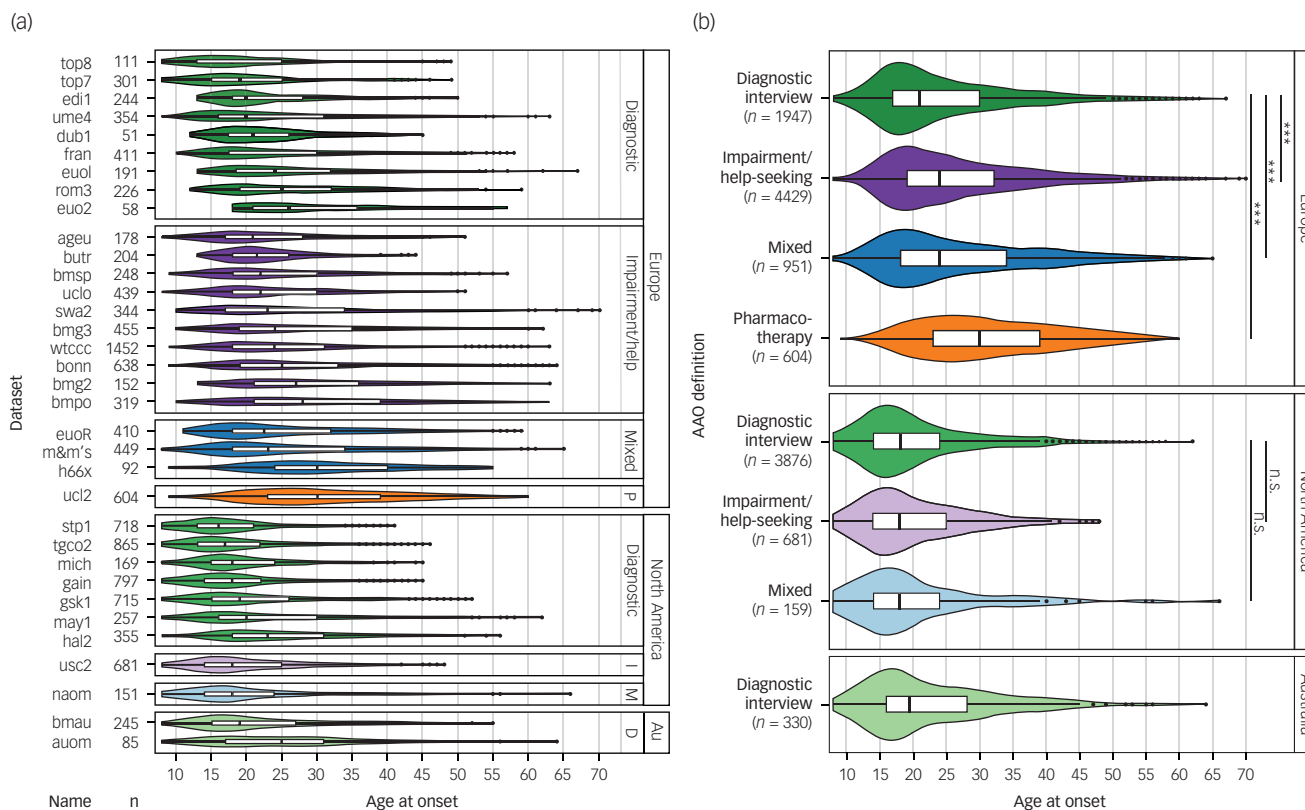 (a)
Dataset
top8 111
top7 301
edi1 244
ume4 354
dub1 51
fran 411
euol 191
rom3 226
euo2 58
Diagnostic
ageu 178
butr 204
bmsp 248
uclo 439
swa2 344
bmg3 455
wtccc 1452
bonn 638
bmg2 152
bmpo 319
Impairment/help
Europe
euoR 410
m&m's 449
h66x 92
Mixed
ucl2 604
P
stp1 718
tgco2 865
mich 169
gain 797
gsk1 715
may1 257
hal2 355
Diagnostic
North America
usc2 681
I
naom 151
M
bmau 245
auom 85
D
Au
10 15 20 25 30 35 40 45 50 55 60 65 70
Name n Age at onset
(b)
AAO definition
Diagnostic
interview
(n = 1947)
Impairment/
help-seeking
(n = 4429)
Mixed
(n = 951)
Pharmaco-
therapy
(n = 604)
***
***
***
Europe
Diagnostic
interview
(n = 3876)
Impairment/
help-seeking
(n = 681)
Mixed
(n = 159)
n.s.
n.s.
North America
Diagnostic
interview
(n = 330)
Australia
10 15 20 25 30 35 40 45 50 55 60 65 70
Age at onset